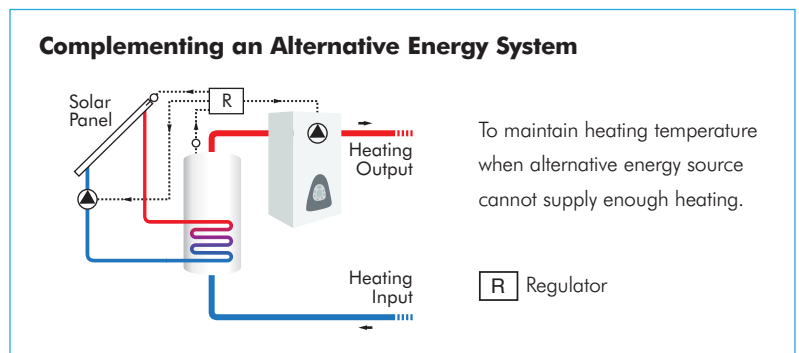 Complementing an Alternative Energy System
Solar
Panel
R
Heating
Output
To maintain heating temperature
when alternative energy source
cannot supply enough heating.
Heating
Input
R Regulator